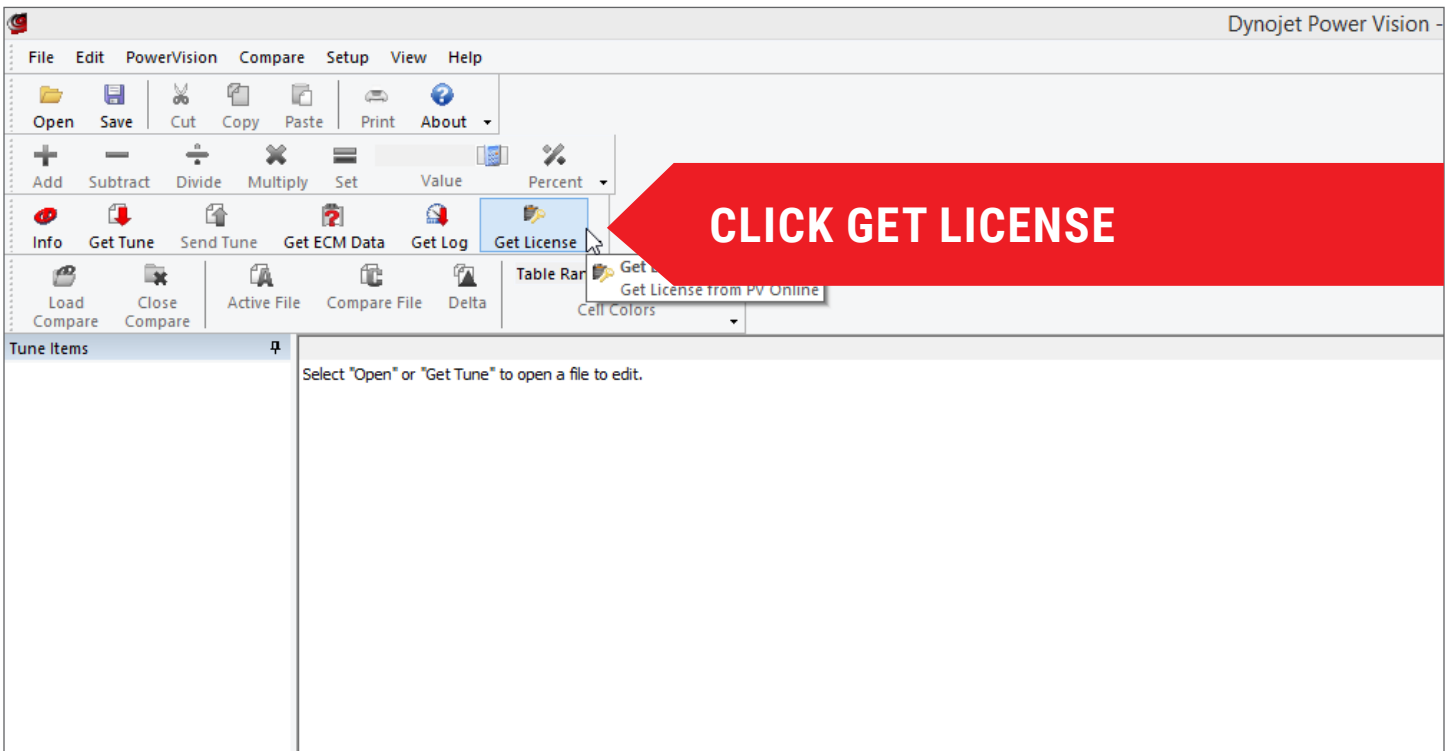 Dynojet Power Vision -
File Edit PowerVision Compare Setup View Help
Open Save Cut Copy Paste Print About
Add Subtract Divide Multiply Set Value Percent
CLICK GET LICENSE
Info Get Tune Send Tune Get ECM Data Get Log Get License
Get
Get License from PV Online
Load Compare Close Compare Active File Compare File Delta Table Ran
Cell Colors
Tune Items
Select "Open" or "Get Tune" to open a file to edit.